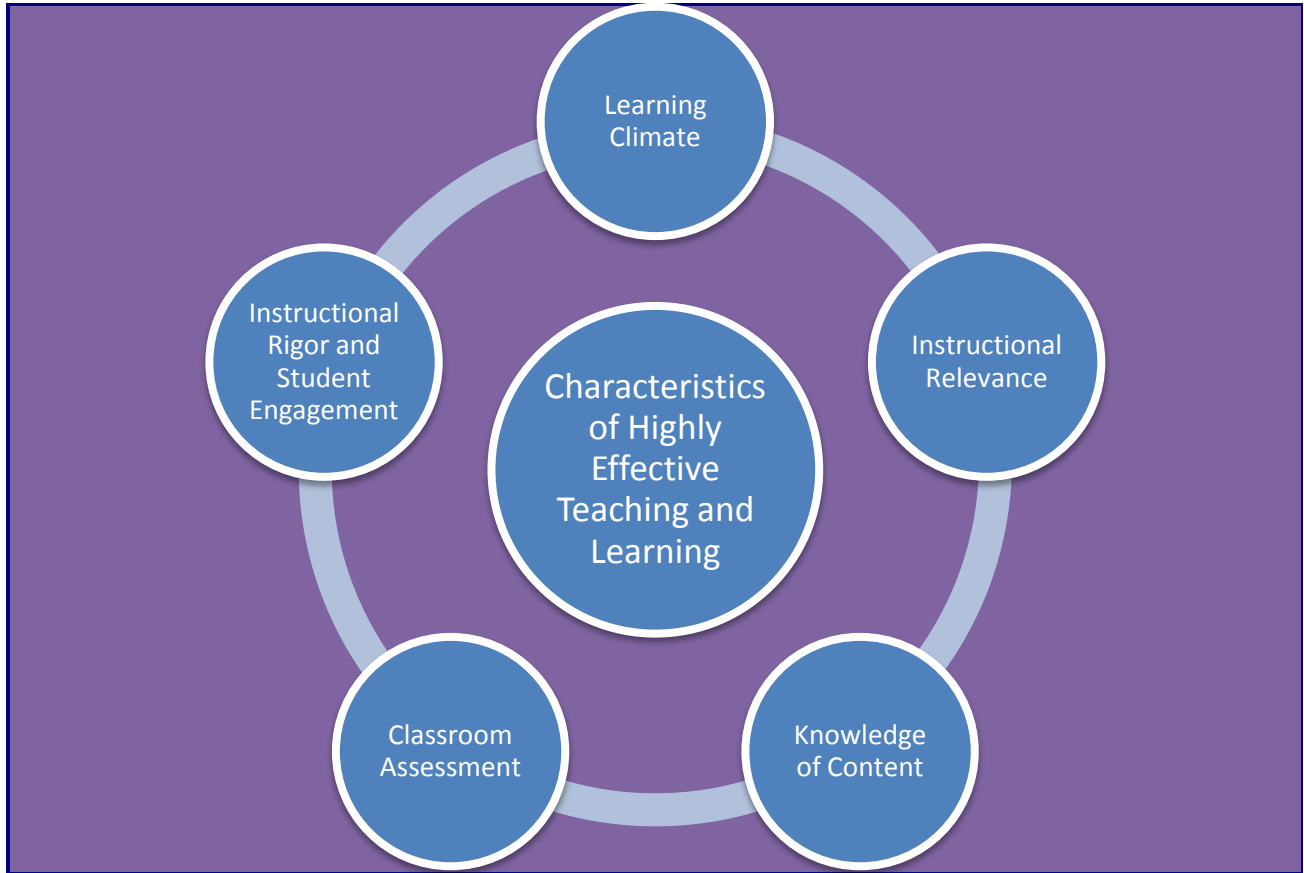 Learning
Climate
Instructional
Relevance
Knowledge
of Content
Classroom
Assessment
Instructional
Rigor and
Student
Engagement
Characteristics
of Highly
Effective
Teaching and
Learning